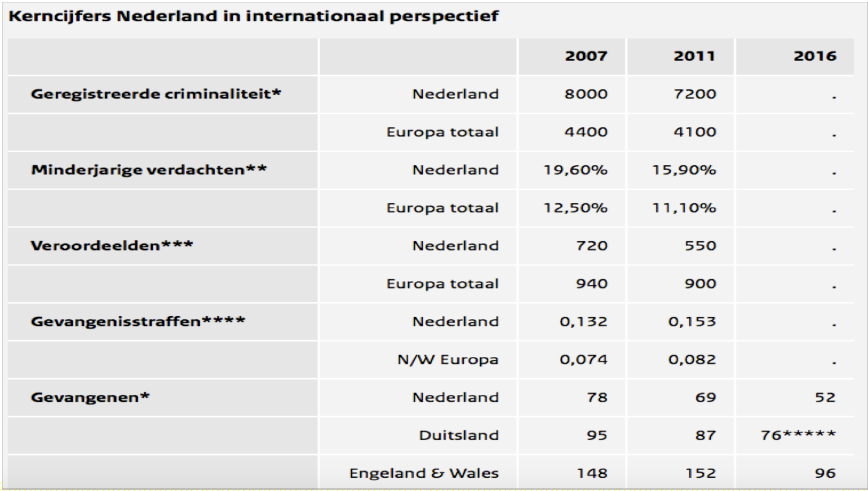 Kerncijfers Nederland in internationaal perspectief
2007 2011 2016
Geregistreerde criminaliteit* Nederland 8000 7200 .
Europa totaal 4400 4100 .
Minderjarige verdachten** Nederland 19,60% 15,90% .
Europa totaal 12,50% 11,10% .
Veroordeelden*** Nederland 720 550 .
Europa totaal 940 900 .
Gevangenisstraffen**** Nederland 0,132 0,153 .
N/W Europa 0,074 0,082 .
Gevangenen* Nederland 78 69 52
Duitsland 95 87 76*****
Engeland & Wales 148 152 96